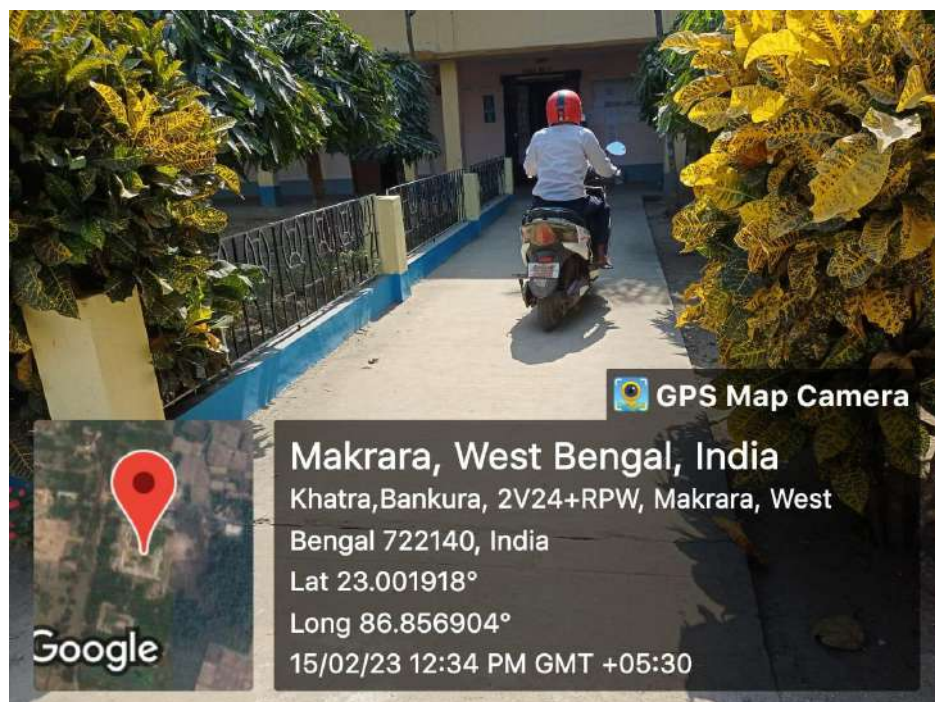 GPS Map Camera
Makrara, West Bengal, India
Khatra,Bankura, 2V24+RPW, Makrara, West
Bengal 722140, India
Lat 23.001918°
Long 86.856904°
15/02/23 12:34 PM GMT +05:30
Google